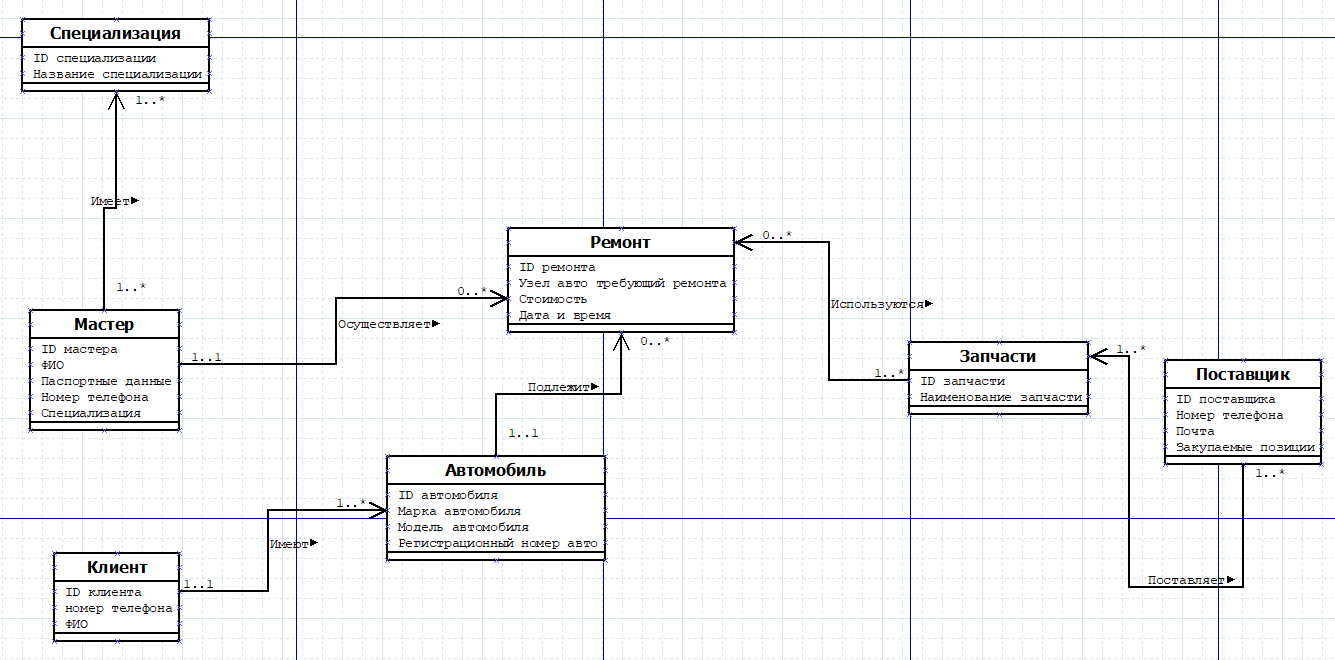 Специализация
ID специализации
Название специализации
1..*
Имеет
1..*
Мастер
ID мастера
ФИО
Паспортные данные
Номер телефона
Специализация
1..1
Осуществляет
0..*
Ремонт
ID ремонта
Узел авто требующий ремонта
Стоимость
Дата и время
0..*
Используются
1..*
0..*
Подлежит
1..1
Запчасти
ID запчасти
Наименование запчасти
1..*
Поставщик
ID поставщика
Номер телефона
Почта
Закупаемые позиции
1..*
Поставляет
Автомобиль
ID автомобиля
Марка автомобиля
Модель автомобиля
Регистрационный номер авто
1..*
Имеют
1..1
Клиент
ID клиента
номер телефона
ФИО